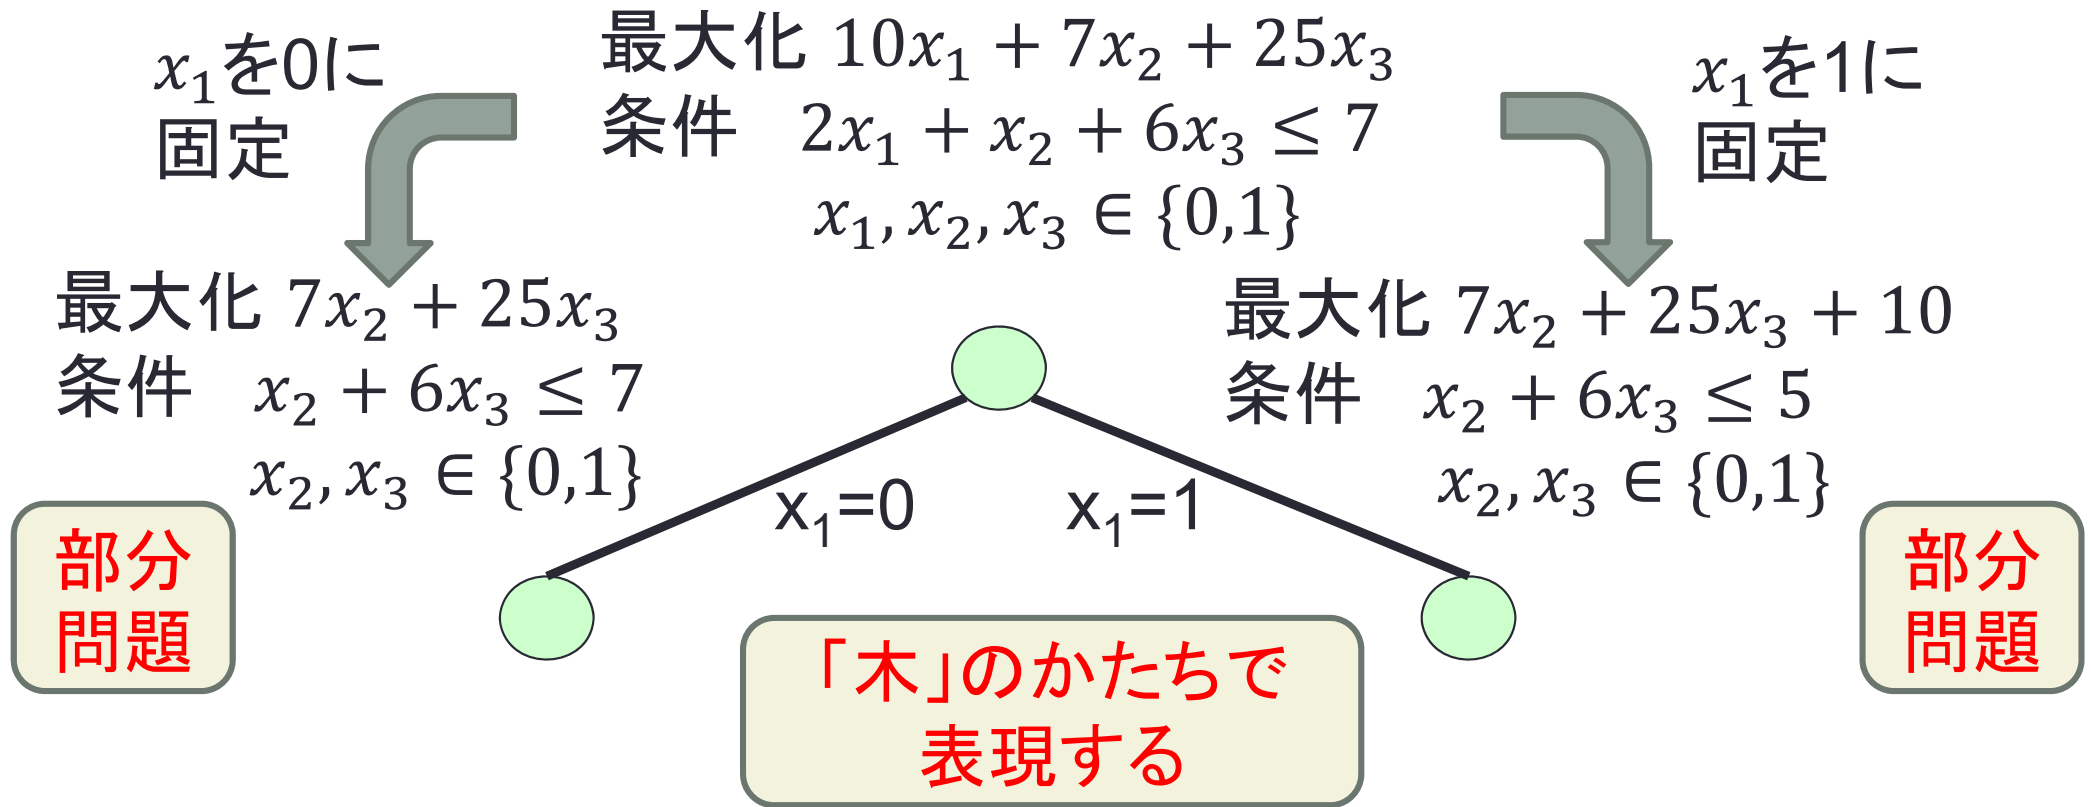 x₁を0に
固定
最大化 10x₁ + 7x₂ + 25x₃
条件 2x₁ + x₂ + 6x₃ ≤ 7
x₁, x₂, x₃ ∈ {0,1}
x₁を1に
固定
最大化 7x₂ + 25x₃
条件 x₂ + 6x₃ ≤ 7
x₂, x₃ ∈ {0,1}
最大化 7x₂ + 25x₃ + 10
条件 x₂ + 6x₃ ≤ 5
x₂, x₃ ∈ {0,1}
x₁=0
x₁=1
部分
問題
「木」のかたちで
表現する
部分
問題